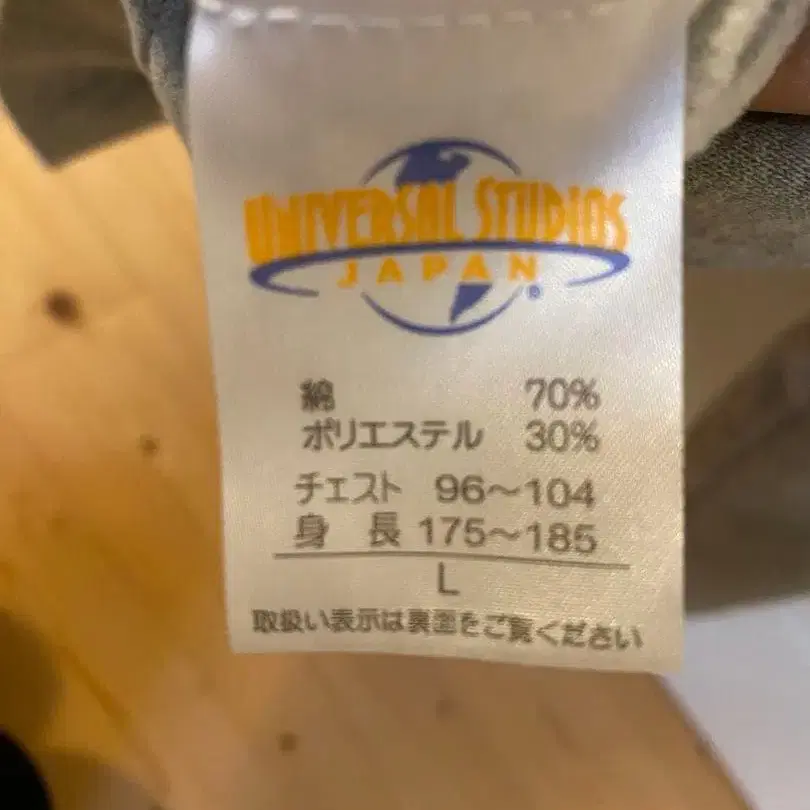 UNIVERSAL STUDIOS
JAPAN
®
綿 70%
ポリエステル 30%
チェスト 96〜104
身 長 175〜185
L
取扱い表示は裏面をご覧ください